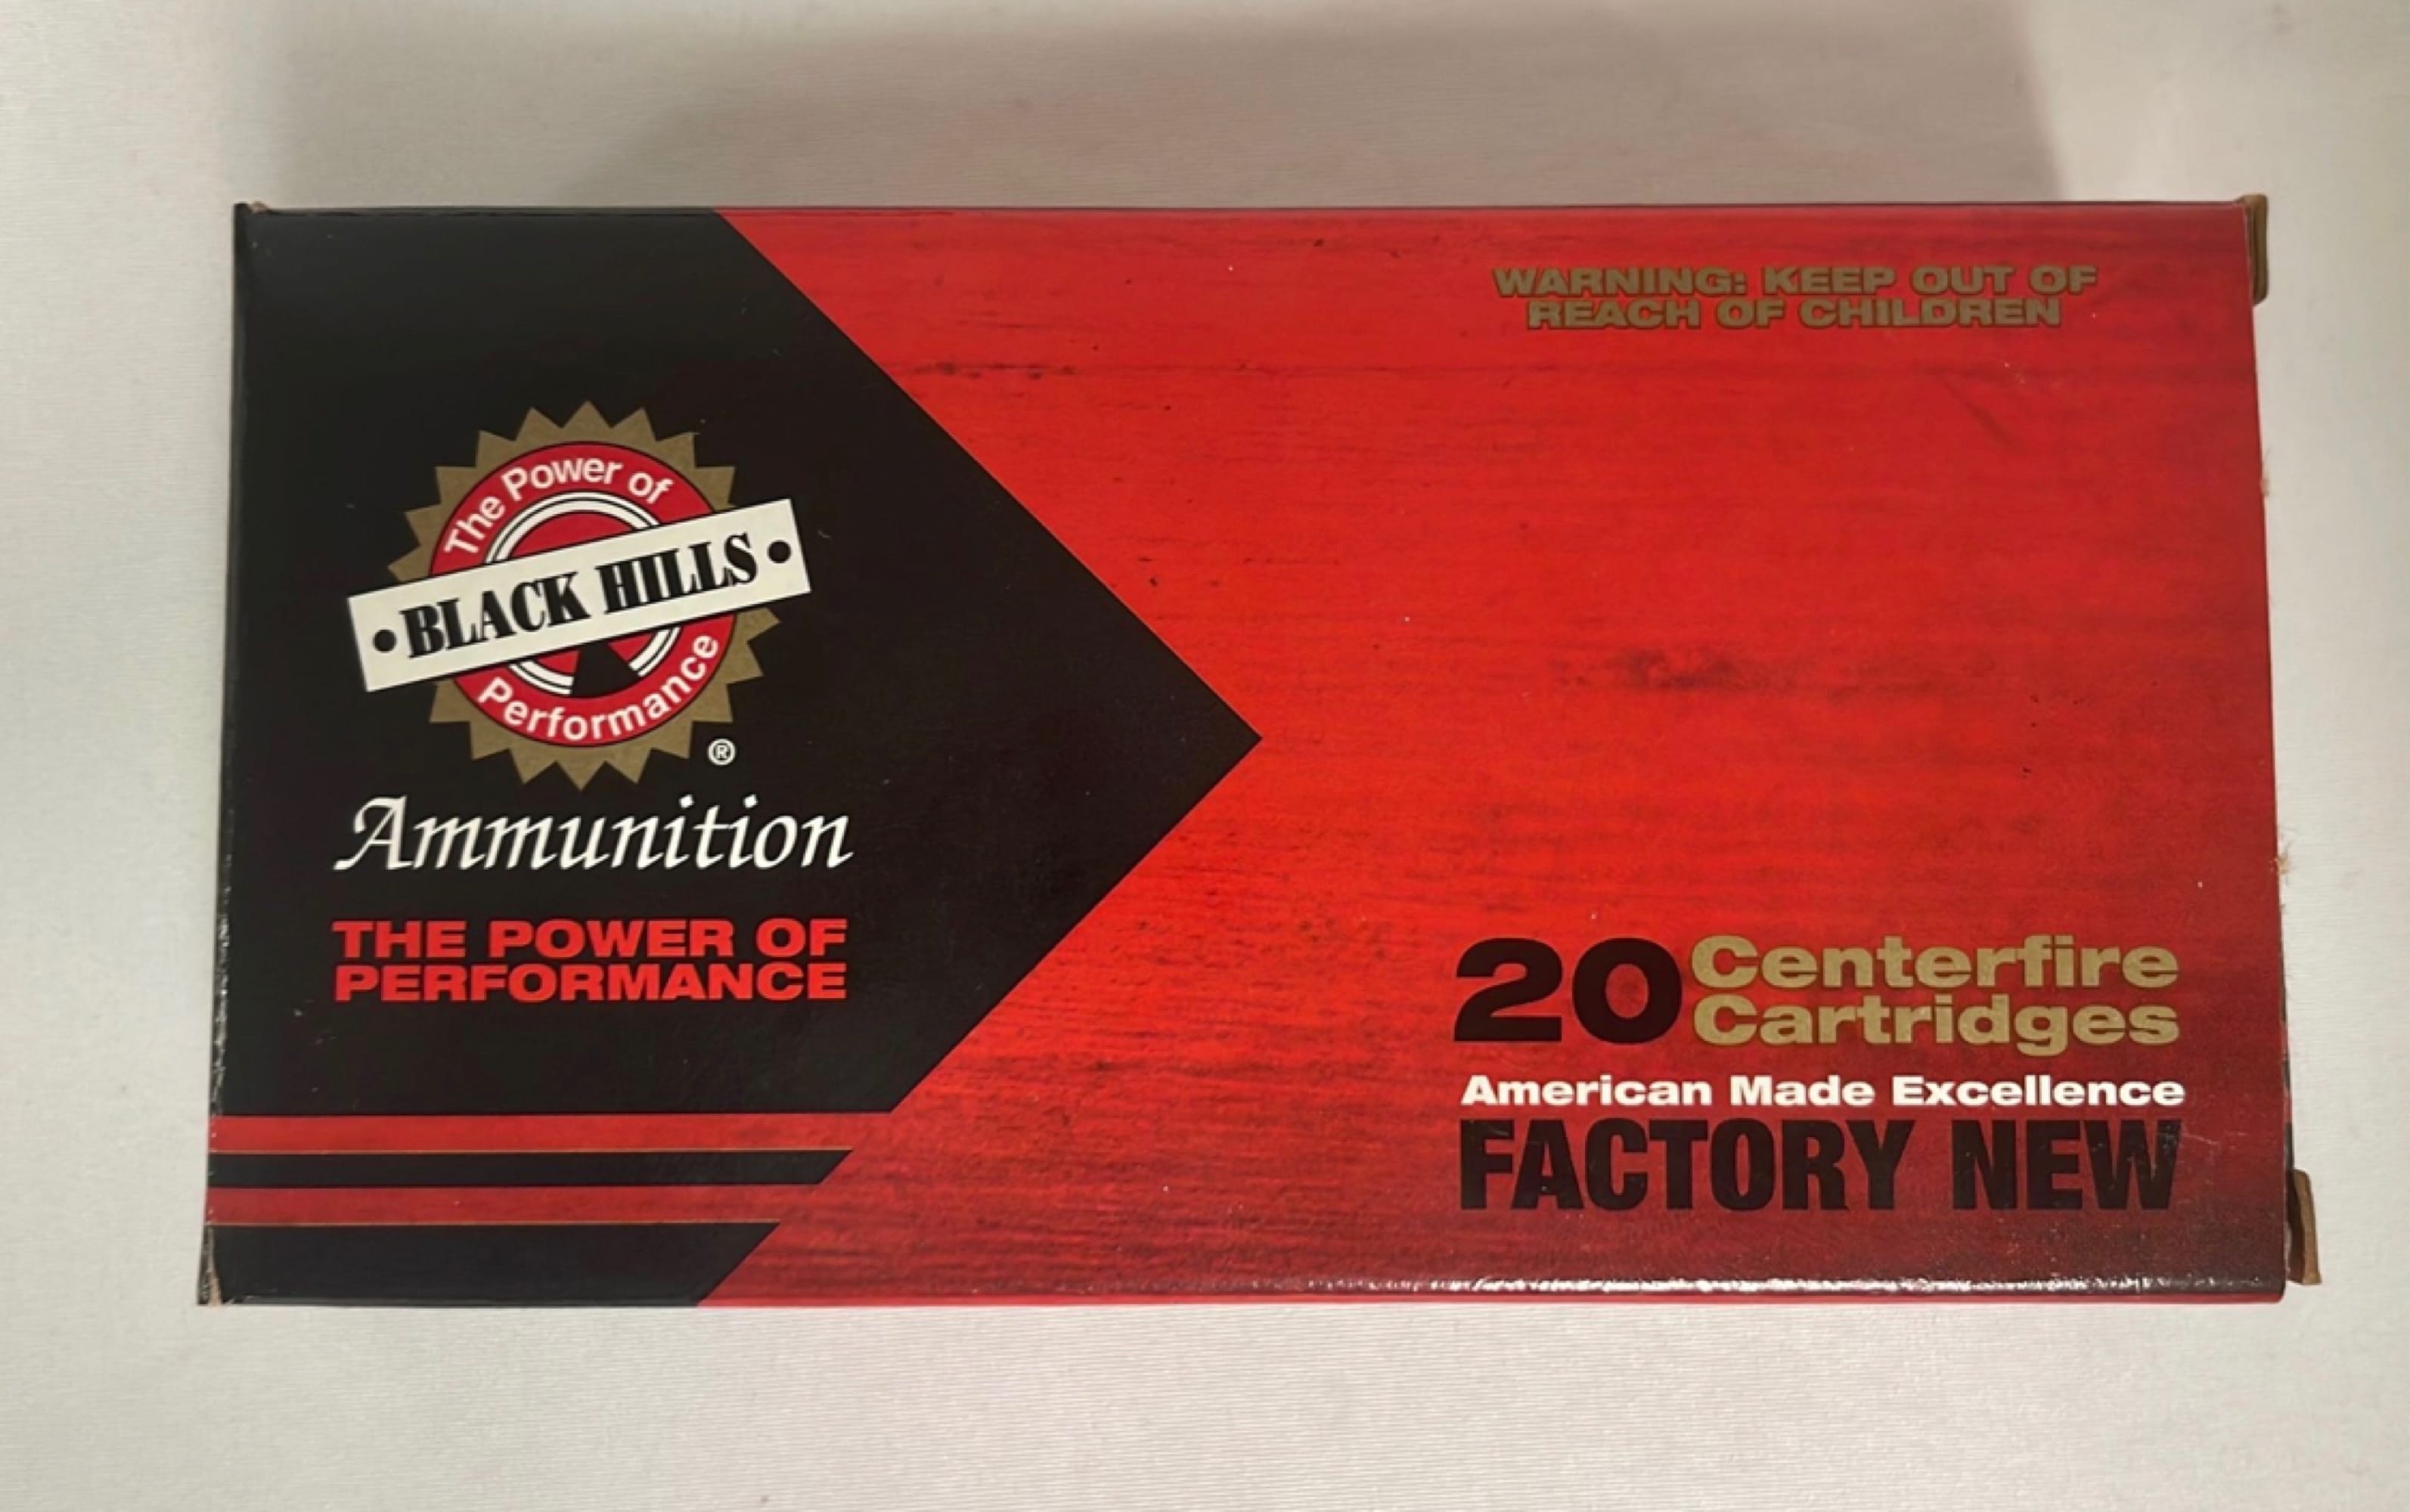 WARNING: KEEP OUT OF
REACH OF CHILDREN
The Power of
• BLACK HILLS •
Performance
®
Ammunition
THE POWER OF
PERFORMANCE
20 Centerfire
Cartridges
American Made Excellence
FACTORY NEW